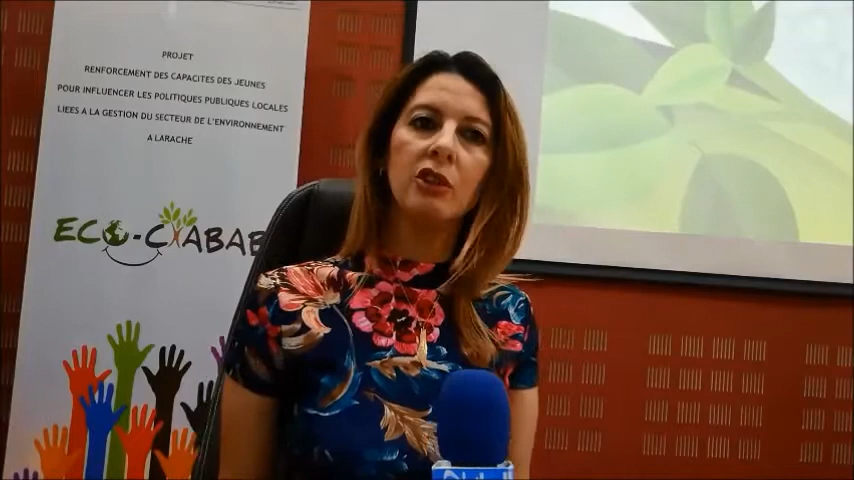 PROJET
RENFORCEMENT DES CAPACITES DES JEUNES
POUR INFLUENCER LES POLITIQUES PUBLIQUES LOCALES
LIÉES A LA GESTION DU SECTEUR DE L'ENVIRONNEMENT
A LARACHE
ECO-CHABAB